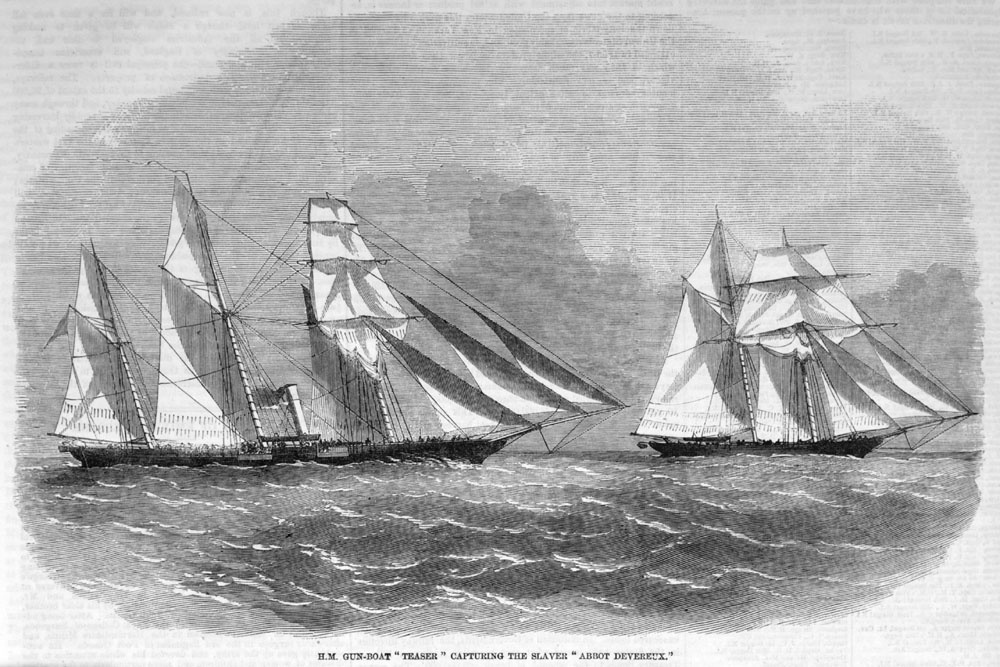 H.M. GUN-BOAT "TEASER" CAPTURING THE SLAVER "ABBOT DEVEREUX."